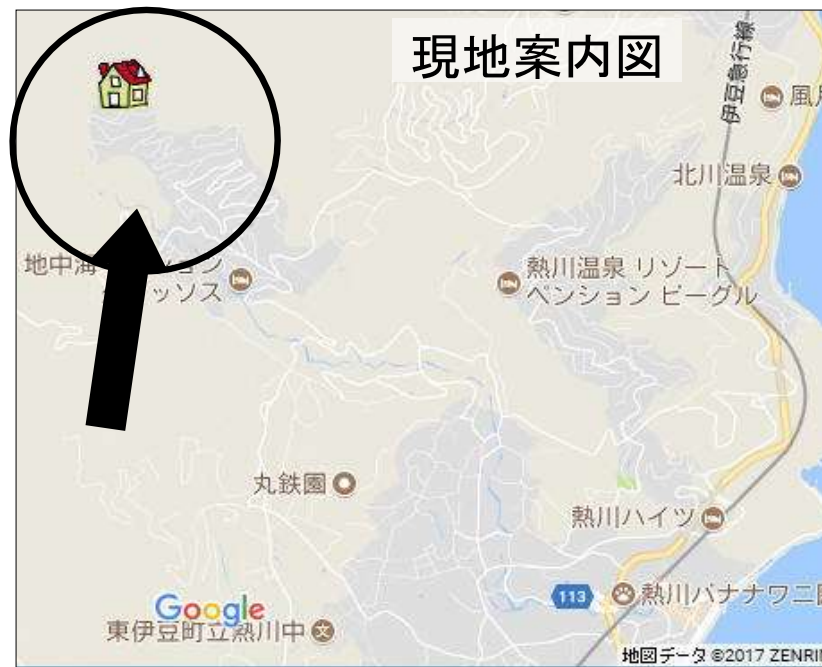 現地案内図
伊豆急行線
風
北川温泉
地中海
ッソス
熱川温泉 リゾート
ペンション ビーグル
丸鉄園
熱川ハイツ
113
熱川バナナワニ
Google
東伊豆町立熱川中
地図データ ©2017 ZENRIN